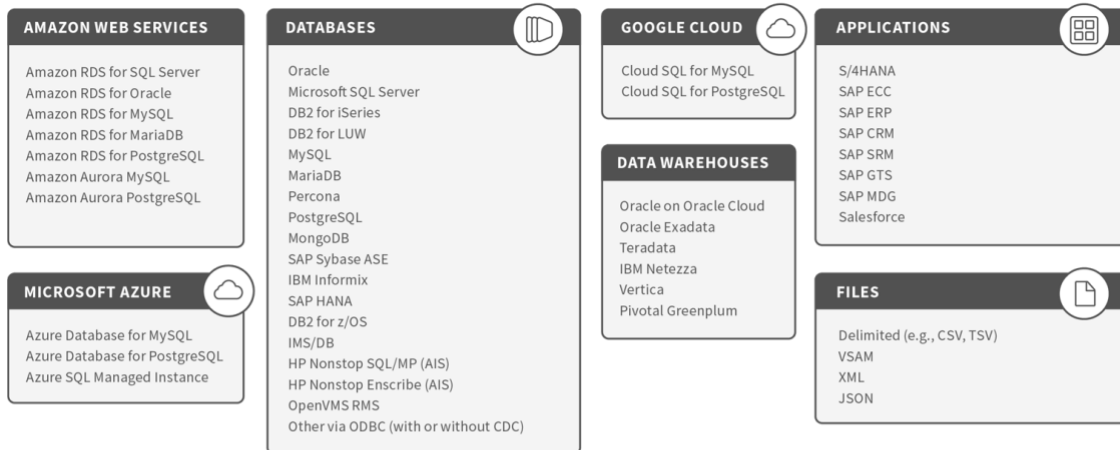 AMAZON WEB SERVICES
Amazon RDS for SQL Server
Amazon RDS for Oracle
Amazon RDS for MySQL
Amazon RDS for MariaDB
Amazon RDS for PostgreSQL
Amazon Aurora MySQL
Amazon Aurora PostgreSQL
MICROSOFT AZURE
Azure Database for MySQL
Azure Database for PostgreSQL
Azure SQL Managed Instance
DATABASES
Oracle
Microsoft SQL Server
DB2 for iSeries
DB2 for LUW
MySQL
MariaDB
Percona
PostgreSQL
MongoDB
SAP Sybase ASE
IBM Informix
SAP HANA
DB2 for z/OS
IMS/DB
HP Nonstop SQL/MP (AIS)
HP Nonstop Enscribe (AIS)
OpenVMS RMS
Other via ODBC (with or without CDC)
GOOGLE CLOUD
Cloud SQL for MySQL
Cloud SQL for PostgreSQL
DATA WAREHOUSES
Oracle on Oracle Cloud
Oracle Exadata
Teradata
IBM Netezza
Vertica
Pivotal Greenplum
APPLICATIONS
S/4HANA
SAP ECC
SAP ERP
SAP CRM
SAP SRM
SAP GTS
SAP MDG
Salesforce
FILES
Delimited (e.g., CSV, TSV)
VSAM
XML
JSON